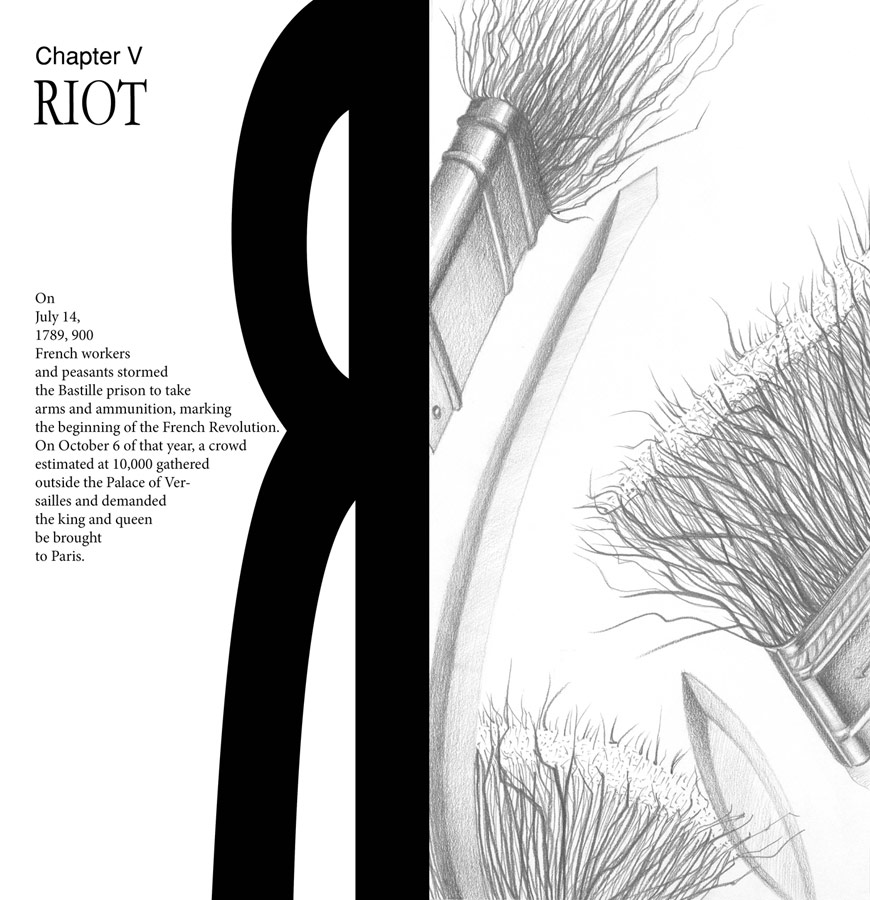 Chapter V
RIOT
On
July 14,
1789, 900
French workers
and peasants stormed
the Bastille prison to take
arms and ammunition, marking
the beginning of the French Revolution.
On October 6 of that year, a crowd
estimated at 10,000 gathered
outside the Palace of Ver-
sailles and demanded
the king and queen
be brought
to Paris.
Я